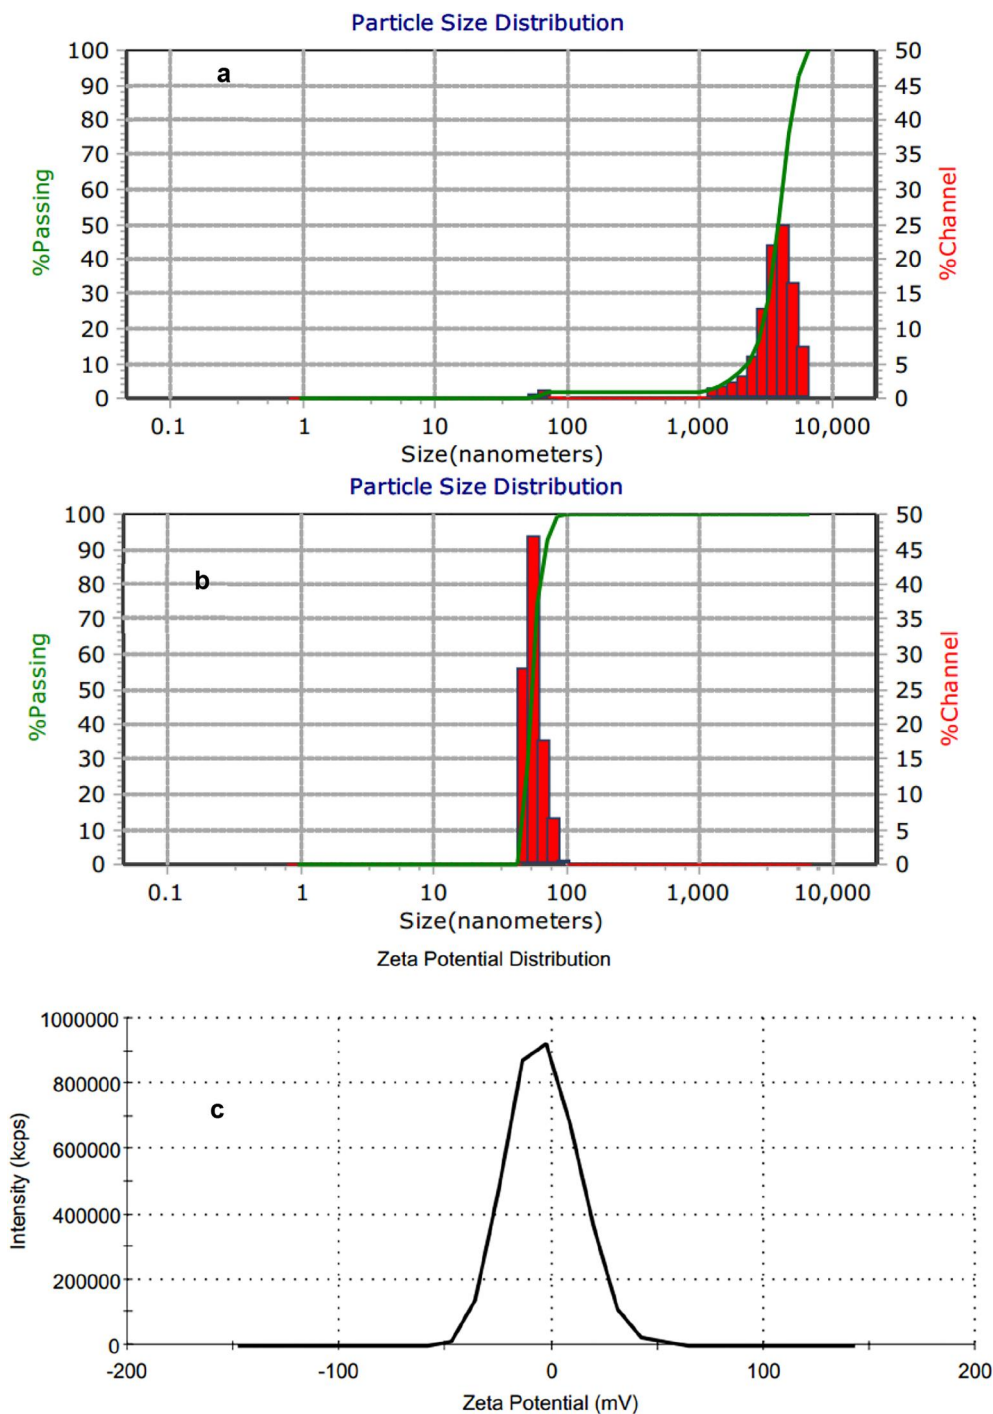 Particle Size Distribution
a
%Passing
%Channel
100
90
80
70
60
50
40
30
20
10
0
50
45
40
35
30
25
20
15
10
5
0
0.1 1 10 100 1,000 10,000
Size(nanometers)
Particle Size Distribution
b
%Passing
%Channel
100
90
80
70
60
50
40
30
20
10
0
50
45
40
35
30
25
20
15
10
5
0
0.1 1 10 100 1,000 10,000
Size(nanometers)
Zeta Potential Distribution
c
Intensity (kcps)
1000000
800000
600000
400000
200000
0
-200 -100 0 100 200
Zeta Potential (mV)